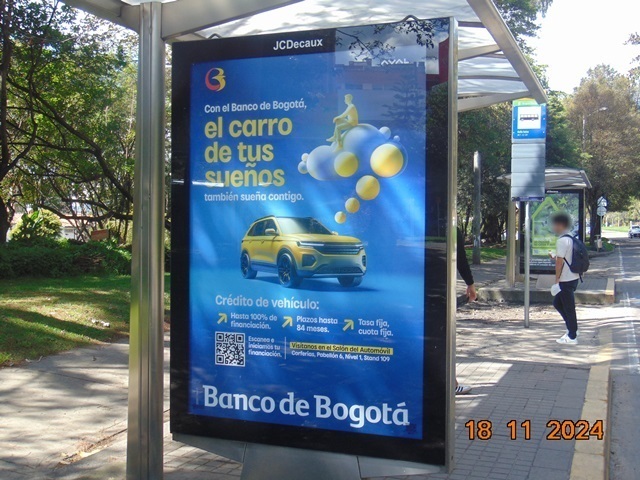 JCDecaux
Con el Banco de Bogotá,
el carro
de tus
sueños
también sueña contigo.
Crédito de vehículo:
Hasta 100% de
financiación.
Plazos hasta
84 meses.
Tasa fija,
cuota fija.
Escanea e
iniciamos tu
financiación.
Visítanos en el Salón del Automóvil
Corferias, Pabellón 6, Nivel 1, Stand 109
Banco de Bogotá
18 11 2024